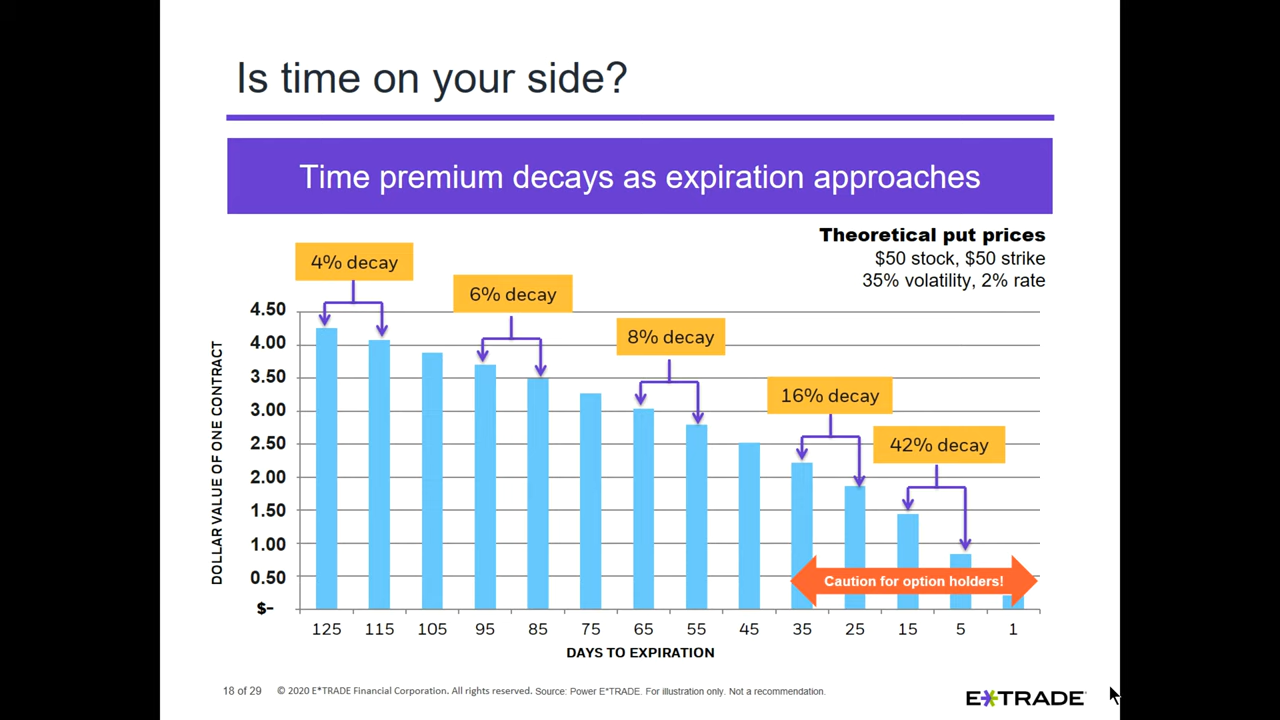 Is time on your side?
Time premium decays as expiration approaches
Theoretical put prices
$50 stock, $50 strike
35% volatility, 2% rate
4% decay
6% decay
8% decay
16% decay
42% decay
DOLLAR VALUE OF ONE CONTRACT
4.50
4.00
3.50
3.00
2.50
2.00
1.50
1.00
0.50
$–
Caution for option holders!
125 115 105 95 85 75 65 55 45 35 25 15 5 1
DAYS TO EXPIRATION
18 of 29 © 2020 E*TRADE Financial Corporation. All rights reserved. Source: Power E*TRADE. For illustration only. Not a recommendation.
E*TRADE